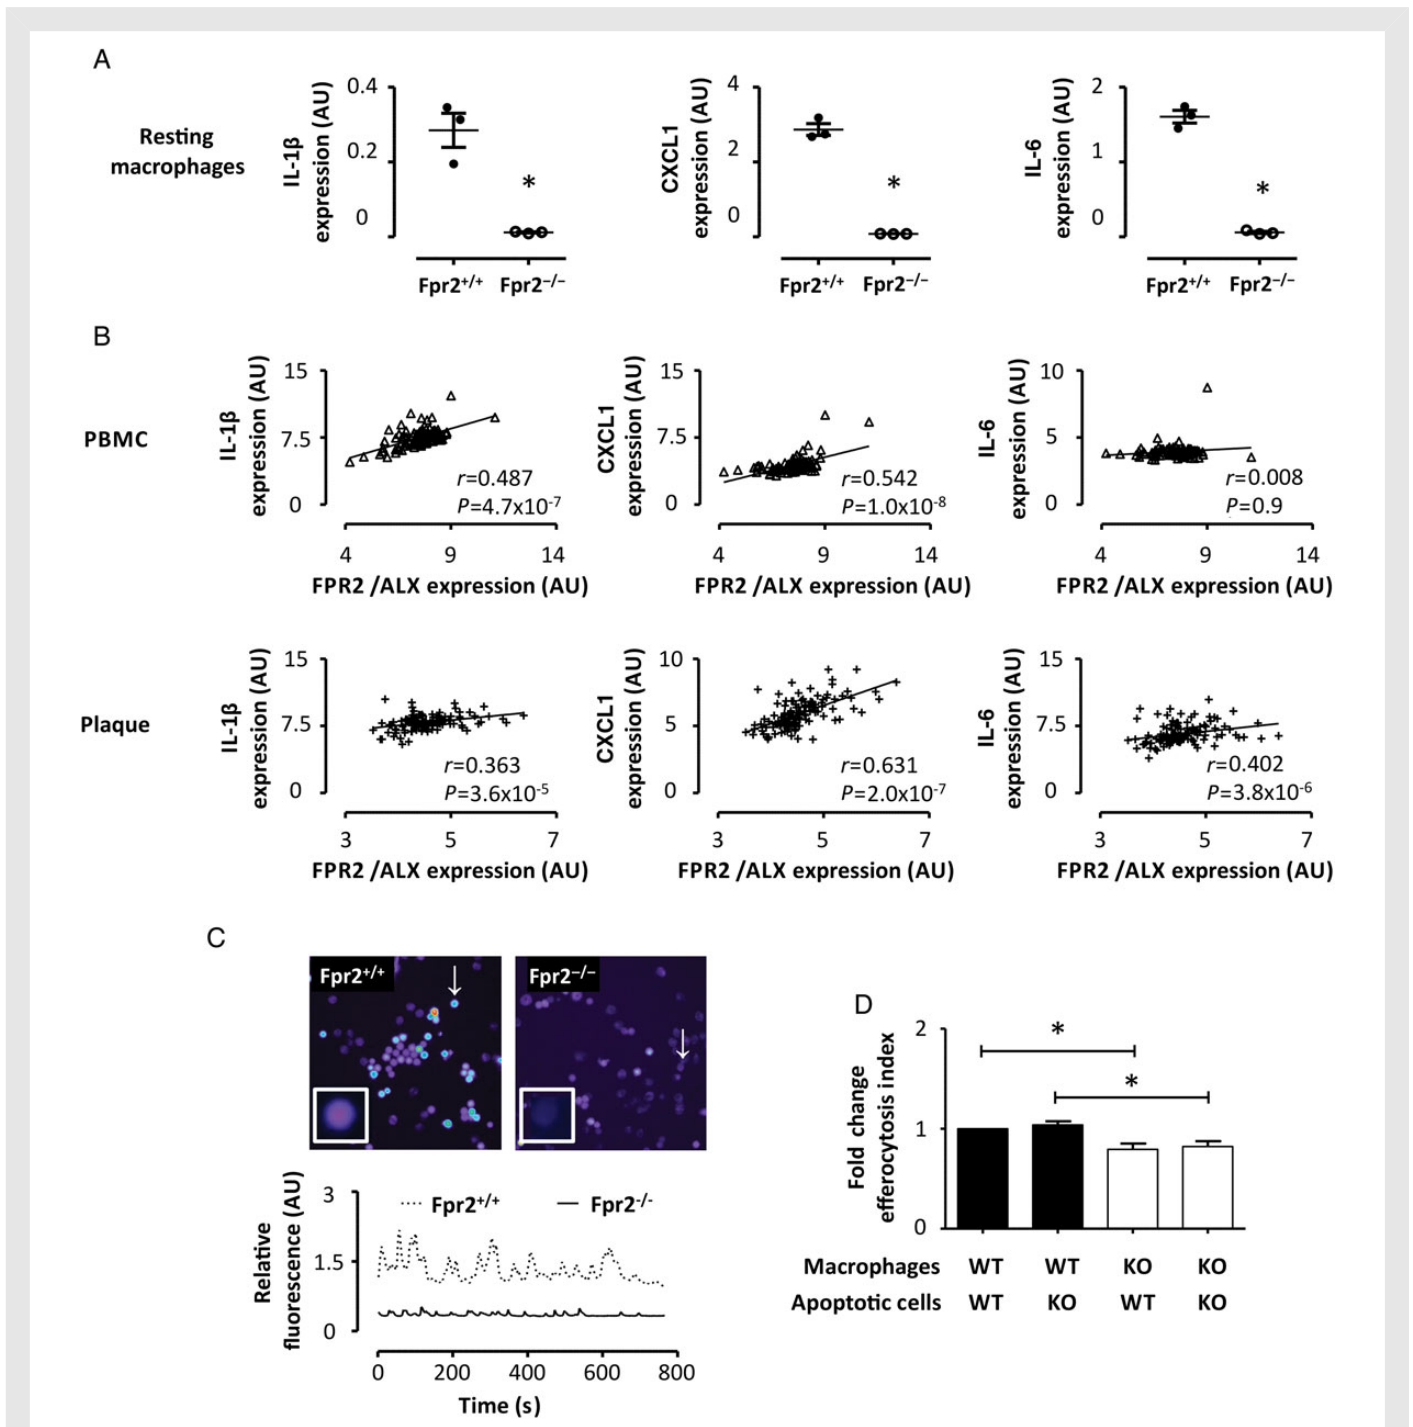 A
Resting
macrophages
IL-1β
expression (AU)
0.4
0.2
0
*
Fpr2+/+ Fpr2−/−
CXCL1
expression (AU)
4
2
0
*
Fpr2+/+ Fpr2−/−
IL-6
expression (AU)
2
1
0
*
Fpr2+/+ Fpr2−/−
B
PBMC
IL-1β
expression (AU)
15
7.5
0
r=0.487
P=4.7x10-7
4 9 14
FPR2 /ALX expression (AU)
CXCL1
expression (AU)
15
7.5
0
r=0.542
P=1.0x10-8
4 9 14
FPR2 /ALX expression (AU)
IL-6
expression (AU)
10
5
0
r=0.008
P=0.9
4 9 14
FPR2 /ALX expression (AU)
Plaque
IL-1β
expression (AU)
15
7.5
0
r=0.363
P=3.6x10-5
3 5 7
FPR2 /ALX expression (AU)
CXCL1
expression (AU)
10
5
0
r=0.631
P=2.0x10-7
3 5 7
FPR2 /ALX expression (AU)
IL-6
expression (AU)
15
7.5
0
r=0.402
P=3.8x10-6
3 5 7
FPR2 /ALX expression (AU)
C
Fpr2+/+
Fpr2−/−
Relative
fluorescence (AU)
3
1.5
0
Fpr2+/+ Fpr2-/-
0 200 400 600 800
Time (s)
D
Fold change
efferocytosis index
2
1
0
*
*
Macrophages WT WT KO KO
Apoptotic cells WT KO WT KO